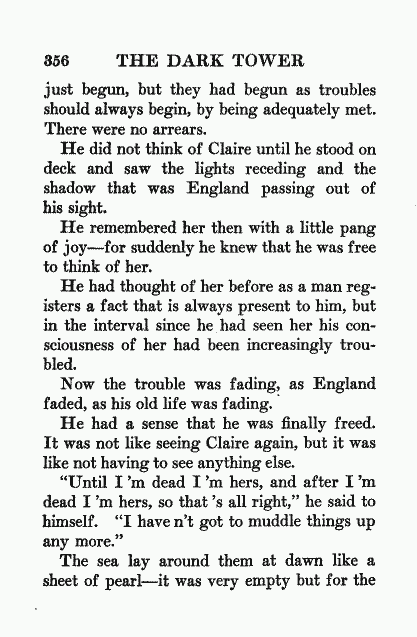 356 THE DARK TOWER
just begun, but they had begun as troubles
should always begin, by being adequately met.
There were no arrears.
He did not think of Claire until he stood on
deck and saw the lights receding and the
shadow that was England passing out of
his sight.
He remembered her then with a little pang
of joy—for suddenly he knew that he was free
to think of her.
He had thought of her before as a man reg-
isters a fact that is always present to him, but
in the interval since he had seen her his con-
sciousness of her had been increasingly trou-
bled.
Now the trouble was fading, as England
faded, as his old life was fading.
He had a sense that he was finally freed.
It was not like seeing Claire again, but it was
like not having to see anything else.
“Until I ’m dead I ’m hers, and after I ’m
dead I ’m hers, so that ’s all right,” he said to
himself. “I have n’t got to muddle things up
any more.”
The sea lay around them at dawn like a
sheet of pearl—it was very empty but for the